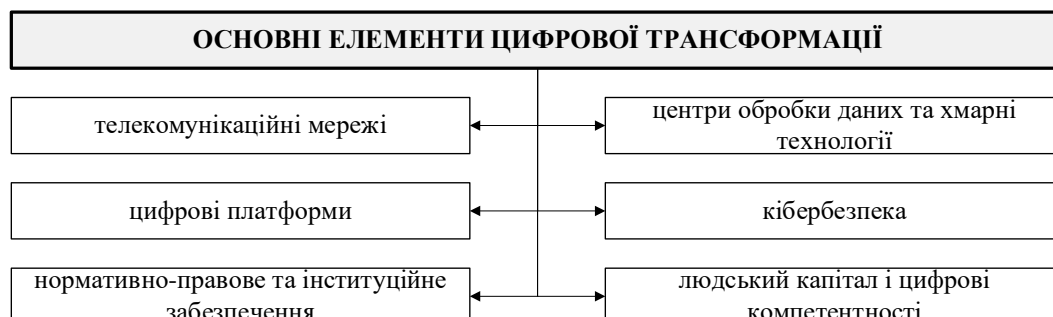 ОСНОВНІ ЕЛЕМЕНТИ ЦИФРОВОЇ ТРАНСФОРМАЦІЇ
телекомунікаційні мережі
центри обробки даних та хмарні
технології
цифрові платформи
кібербезпека
нормативно-правове та інституційне
забезпечення
людський капітал і цифрові
компетентності